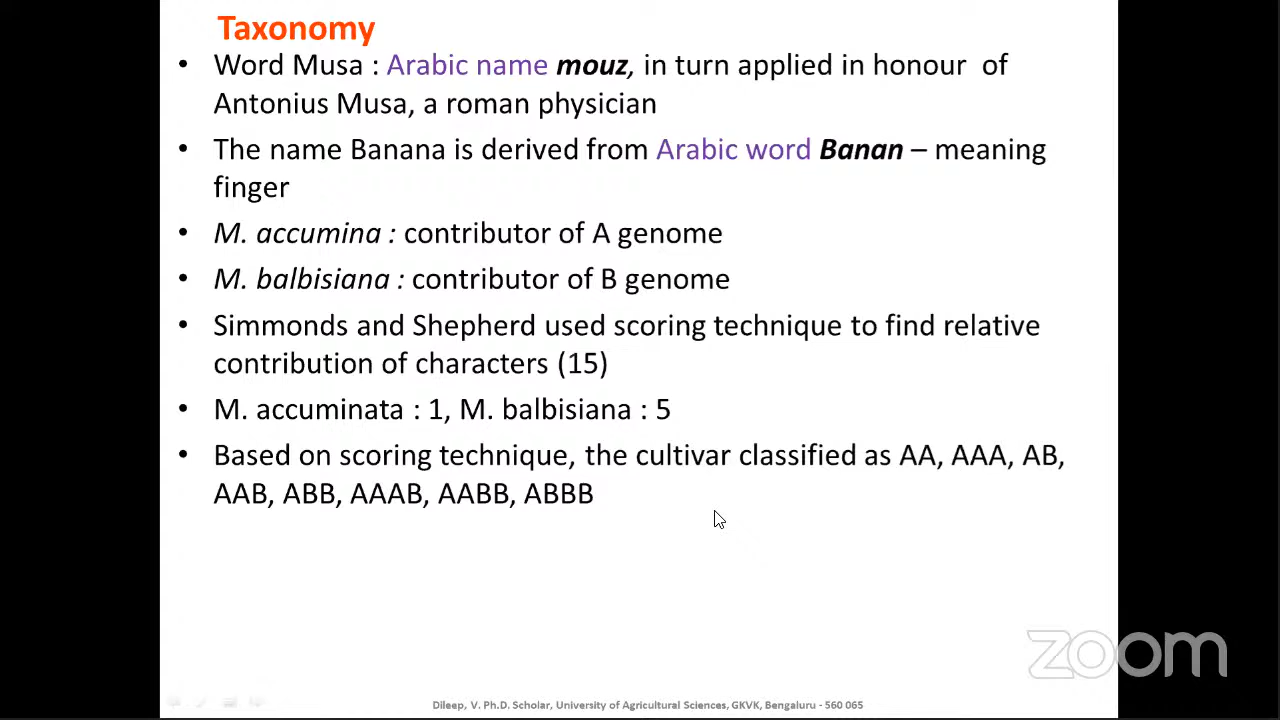 Taxonomy
• Word Musa : Arabic name mouz, in turn applied in honour of
Antonius Musa, a roman physician
• The name Banana is derived from Arabic word Banan – meaning
finger
• M. accumina : contributor of A genome
• M. balbisiana : contributor of B genome
• Simmonds and Shepherd used scoring technique to find relative
contribution of characters (15)
• M. accuminata : 1, M. balbisiana : 5
• Based on scoring technique, the cultivar classified as AA, AAA, AB,
AAB, ABB, AAAB, AABB, ABBB
zoom
Dileep, V. Ph.D. Scholar, University of Agricultural Sciences, GKVK, Bengaluru - 560 065